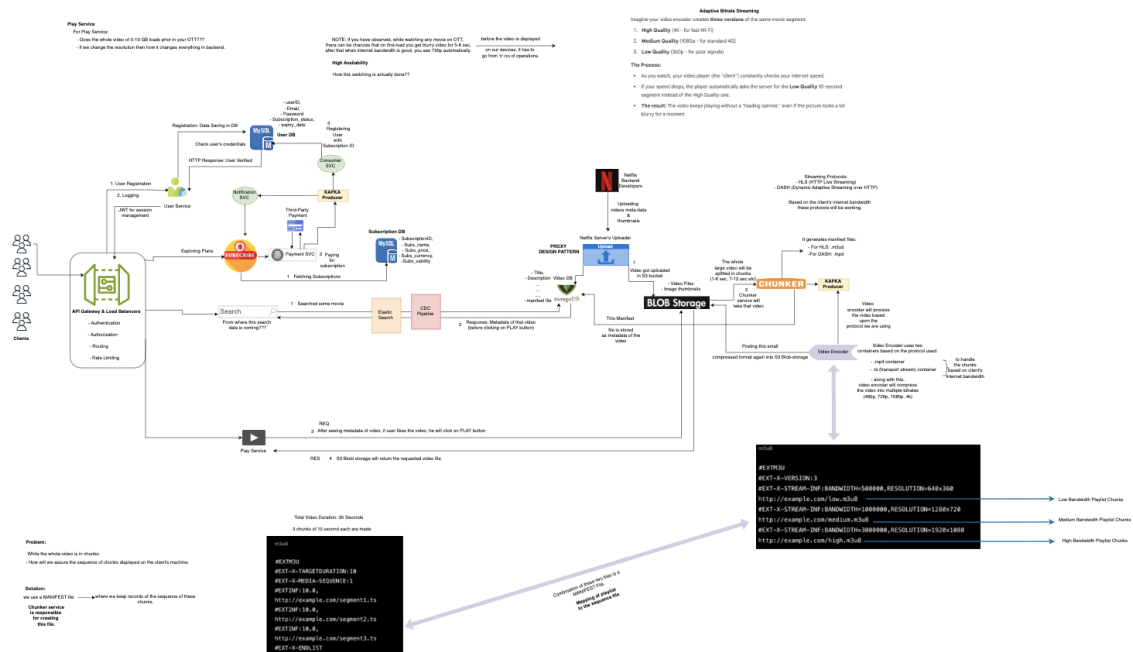 Play Service
For Play Service:
- Does the whole video of 5-10 GB loads prior in your OTT???
- If we change the resolution then how it changes everything in backend.
NOTE: If you have observed, while watching any movie on OTT,
there can be chances that on first-load you get blurry video for 5-6 sec,
after that when internet bandwidth is good, you see 720p automatically.
High Availability
How this switching is actually done??
before the video is displayed
on our devices, it has to
go from 'n' no of operations.
Adaptive Bitrate Streaming
Imagine your video encoder creates three versions of the same movie segment:
1. High Quality (4K - for fast Wi-Fi)
2. Medium Quality (1080p - for standard 4G)
3. Low Quality (360p - for poor signals)
The Process:
• As you watch, your video player (the "client") constantly checks your internet speed.
• If your speed drops, the player automatically asks the server for the Low Quality 10-second
segment instead of the High Quality one.
• The result: The video keeps playing without a "loading spinner," even if the picture looks a bit
blurry for a moment.
- userID,
- Email,
- Password
- Subscription_status,
- expiry_date
MySQL
User DB
3
Registering
User
with
Subscription ID
Registration: Data Saving in DB
Check user's credentials
HTTP Response: User Verified
Consumer
SVC
1. User Registration
2. Logging
User Service
JWT for session
management
Notification
SVC
KAFKA
Producer
Third-Party
Payment
Exploring Plans
SUBSCRIBE
Payment SVC
2 Paying
for
subscription
1 Fetching Subscriptions
Subscription DB
MySQL
- SubscriptionID,
- Subs_name,
- Subs_price,
- Subs_currency,
- Subs_validity
Clients
API Gateway & Load Balancers
- Authentication
- Authorization
- Routing
- Rate Limiting
Search
From where this search
data is coming???
1 Searched some movie
Elastic
Search
CDC
Pipeline
2 Response: Metadata of that video
(before clicking on PLAY button)
Netflix
Backend
Developers
Uploading
videos meta-data
&
thumbnails
Netflix Server's Uploader
PROXY
DESIGN PATTERN
Upload
- Title,
- Description
...
...
- manifest file
Video DB
mongoDB
1
Video got uploaded
in S3 bucket
- Video Files
- Image thumbnails
BLOB Storage
The whole
large video will be
splitted in chunks
(1-6 sec, 7-12 sec etc)
2
Chunker
service will
take that video
CHUNKER
KAFKA
Producer
It generates manifest files:
- For HLS: .m3ud
-For DASH: .mpd
Streaming Protocols:
- HLS (HTTP Live Streaming)
- DASH (Dynamic Adaptive Streaming over HTTP)
Based on the client's internet bandwidth
these protocols will be working.
This Manifest
file is stored
as metadata of the
video
Video
encoder will process
the video based
upon the
protocol we are using
Posting this small
compressed format again into S3 Blob-storage
Video Encoder
Video Encoder uses two
containers based on the protocol used:
- .mp4 container
- .ts (transport stream) container
- along with this,
video encoder will compress
the video into multiple-bitrates
(480p, 720p, 1080p, 4k)
to handle
the chunks
based on client's
internet bandwidth
Play Service
REQ
3 After seeing metadata of video, if user likes the video, he will click on PLAY button
RES 4 S3 Blobl storage will return the requested video file
m3u8
#EXTM3U
#EXT-X-VERSION:3
#EXT-X-STREAM-INF:BANDWIDTH=500000,RESOLUTION=640x360
http://example.com/low.m3u8
#EXT-X-STREAM-INF:BANDWIDTH=1000000,RESOLUTION=1280x720
http://example.com/medium.m3u8
#EXT-X-STREAM-INF:BANDWIDTH=3000000,RESOLUTION=1920x1080
http://example.com/high.m3u8
Low Bandwidth Playlist Chunks
Medium Bandwidth Playlist Chunks
High Bandwidth Playlist Chunks
Total Video Duration: 30 Seconds
3 chunks of 10 second each are made
m3u8
#EXTM3U
#EXT-X-TARGETDURATION:10
#EXT-X-MEDIA-SEQUENCE:1
#EXTINF:10.0,
http://example.com/segment1.ts
#EXTINF:10.0,
http://example.com/segment2.ts
#EXTINF:10.0,
http://example.com/segment3.ts
#EXT-X-ENDLIST
Combination of these two files is a
MANIFEST File.
Mapping of playlist
to the sequence file
Problem:
While the whole video is in chunks:
- How will we assure the sequence of chunks displayed on the client's machine.
Solution:
we use a MANIFEST file
where we keep records of the sequence of these
chunks.
Chunker service
is responsible
for creating
this file.